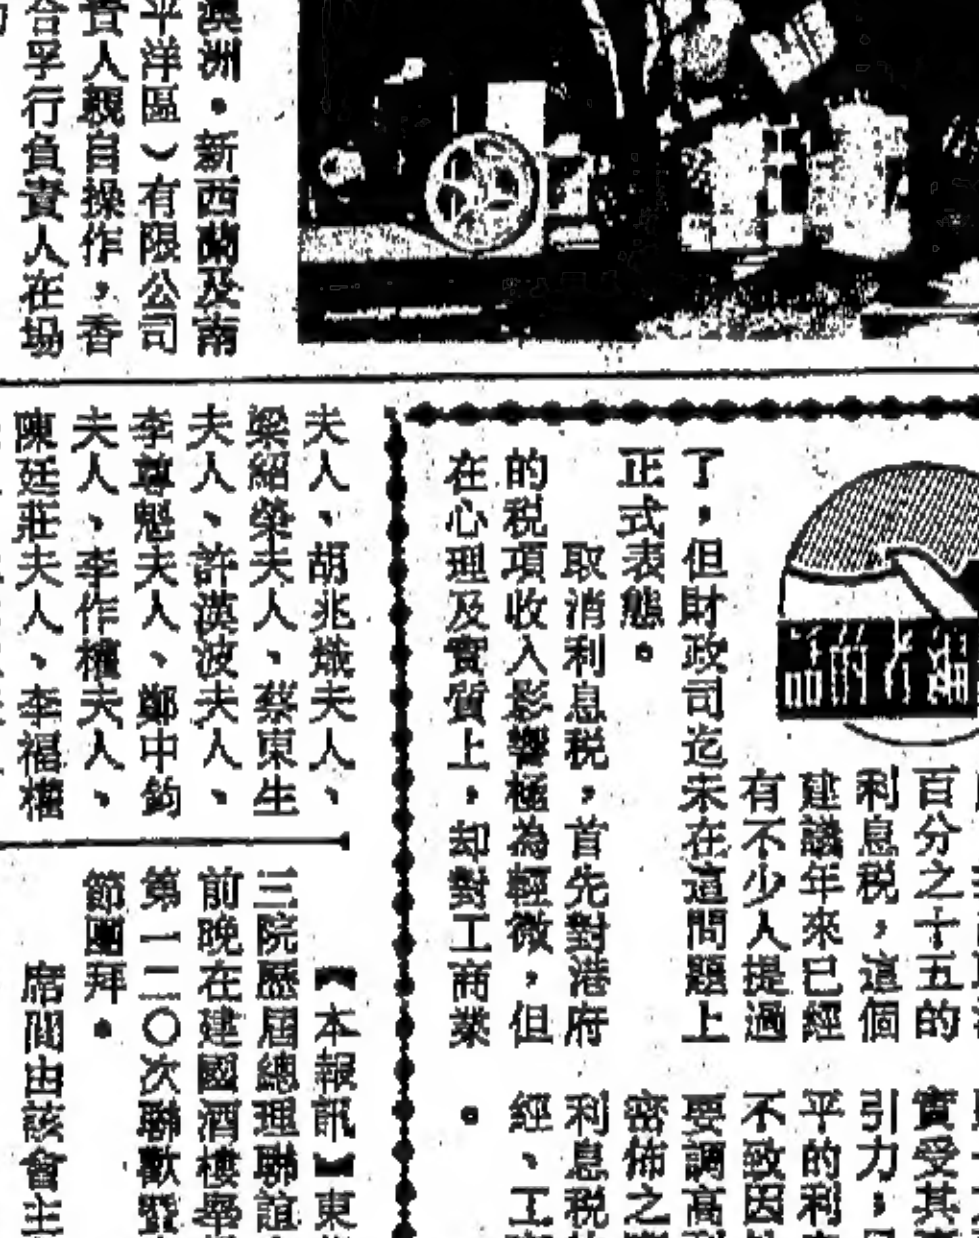 澳洲・新西蘭及南
平洋區）有限公司
責人親自操作，香
合孚行負責人在場
百分之十五的
利息稅，這個
建議年來已經
有不少人提過
了，但財政司迄未在這問題上
正式表態。
取消利息稅，首先對港府
的稅項收入影響極為輕微，但
在心理及實質上，却對工商業
實受其
引力，
平的利
不致因
要調高利
密佈之
利息稅
經、工
。
夫人、胡兆熾夫人、
梁紹榮夫人、蔡東生
夫人、許漢波夫人、
李尊魁夫人、鄭中鈞
夫人、李作權夫人、
陳廷莊夫人、李福權
【本報訊】東
三院歷屆總理聯誼
前晚在建國酒樓舉
第一二〇次聯歡暨
節團拜。
席間由該會主